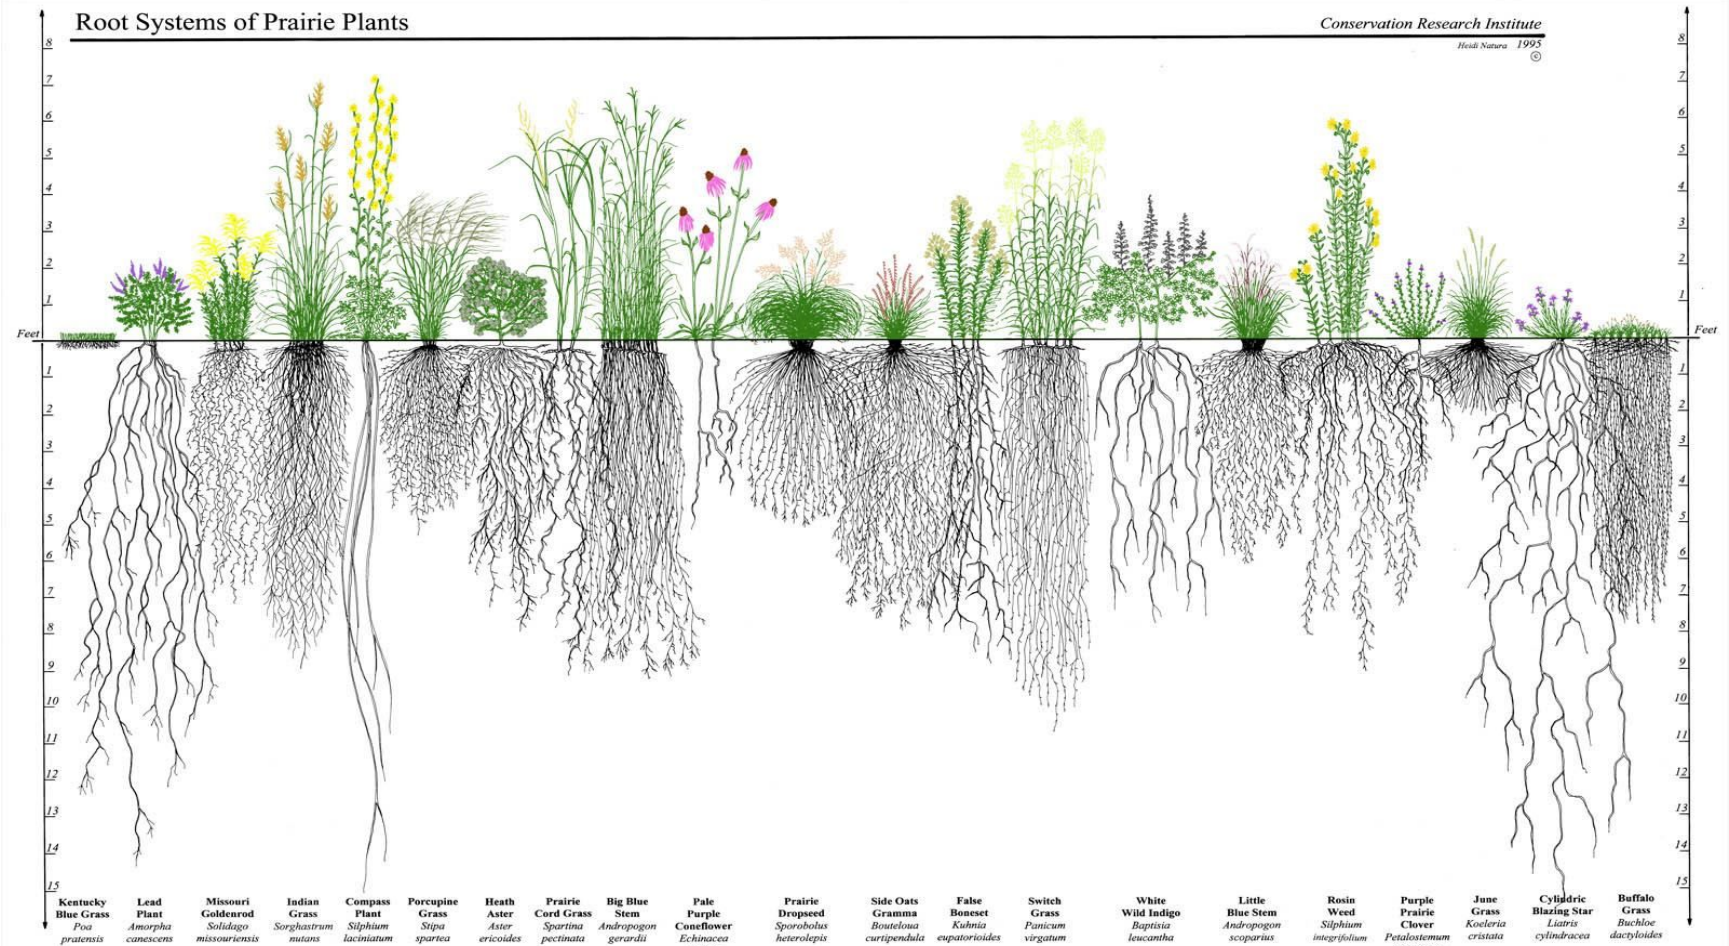 Root Systems of Prairie Plants
Conservation Research Institute
Heidi Natura 1995
©
8
7
6
5
4
3
2
1
Feet
1
2
3
4
5
6
7
8
9
10
11
12
13
14
15
8
7
6
5
4
3
2
1
Feet
1
2
3
4
5
6
7
8
9
10
11
12
13
14
15
Kentucky
Blue Grass
Poa
pratensis
Lead
Plant
Amorpha
canescens
Missouri
Goldenrod
Solidago
missouriensis
Indian
Grass
Sorghastrum
nutans
Compass
Plant
Silphium
laciniatum
Porcupine
Grass
Stipa
spartea
Heath
Aster
Aster
ericoides
Prairie
Cord Grass
Spartina
pectinata
Big Blue
Stem
Andropogon
gerardii
Pale
Purple
Coneflower
Echinacea
Prairie
Dropseed
Sporobolus
heterolepis
Side Oats
Gramma
Bouteloua
curtipendula
False
Boneset
Kuhnia
eupatorioides
Switch
Grass
Panicum
virgatum
White
Wild Indigo
Baptisia
leucantha
Little
Blue Stem
Andropogon
scoparius
Rosin
Weed
Silphium
integrifolium
Purple
Prairie
Clover
Petalostemum
June
Grass
Koeleria
cristata
Cylindric
Blazing Star
Liatris
cylindracea
Buffalo
Grass
Buchloe
dactyloides